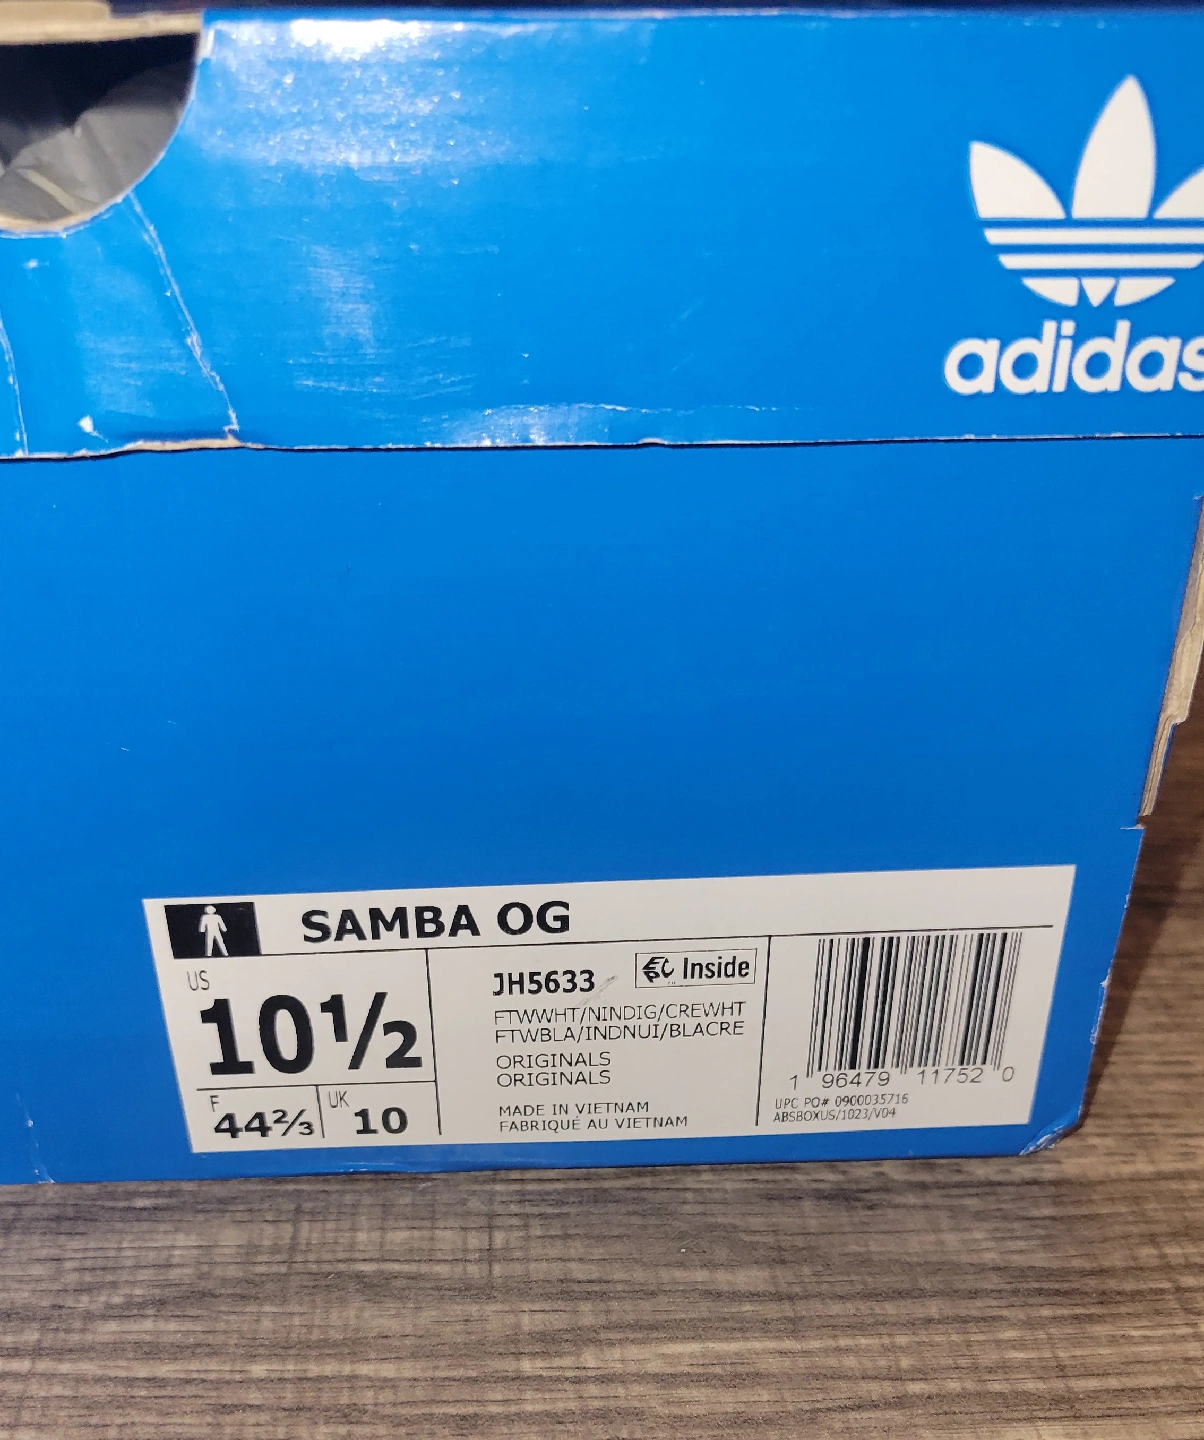 adidas
SAMBA OG
US
10½
F
44⅔
UK
10
JH5633
Inside
FTWWHT/NINDIG/CREWHT
FTWBLA/INDNUI/BLACRE
ORIGINALS
ORIGINALS
MADE IN VIETNAM
FABRIQUÉ AU VIETNAM
1 96479 11752 0
UPC PO# 0900035716
ABSBOXUS/1023/V04